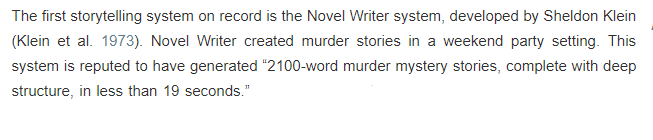 The first storytelling system on record is the Novel Writer system, developed by Sheldon Klein
(Klein et al. 1973). Novel Writer created murder stories in a weekend party setting. This
system is reputed to have generated “2100-word murder mystery stories, complete with deep
structure, in less than 19 seconds.”